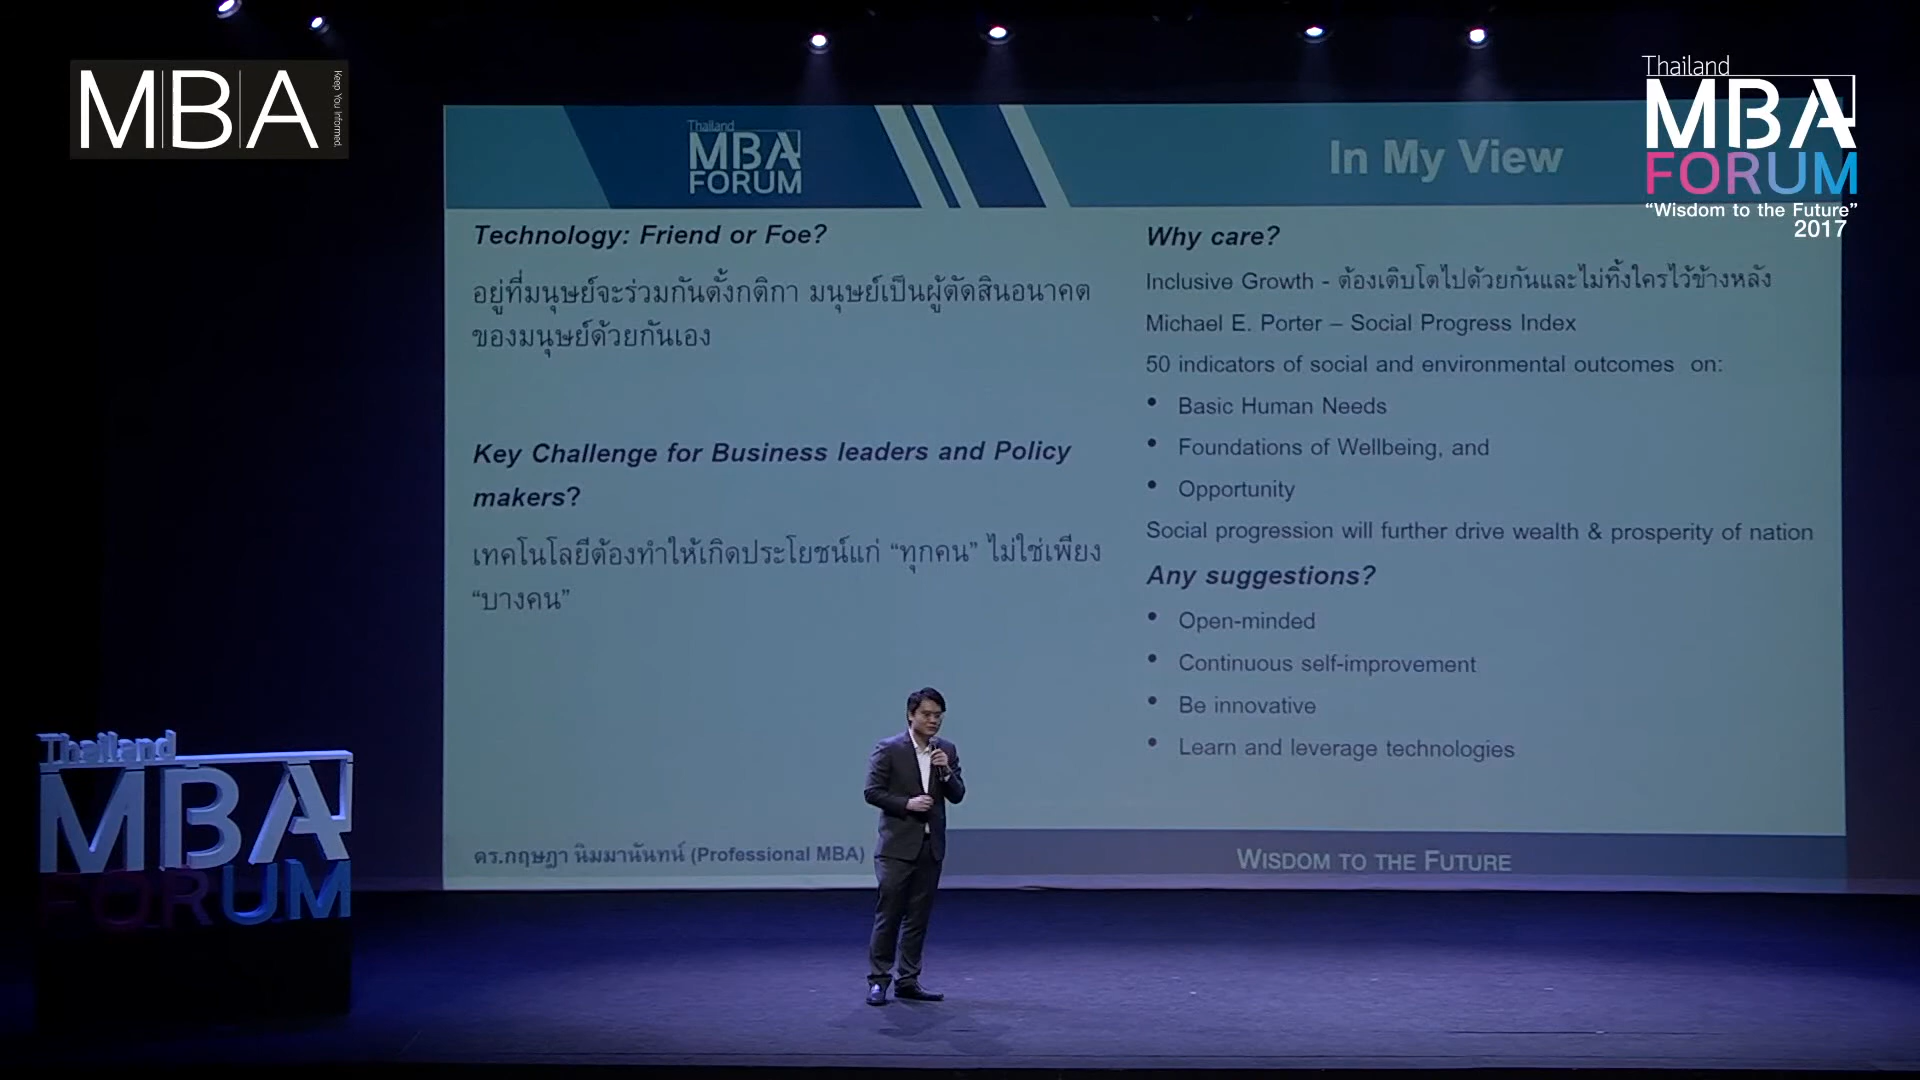 MBA
Keep You Informed.
Thailand
MBA
FORUM
“Wisdom to the Future”
2017
Thailand
MBA
FORUM
In My View
Technology: Friend or Foe?
อยู่ที่มนุษย์จะร่วมกันตั้งกติกา มนุษย์เป็นผู้ตัดสินอนาคต
ของมนุษย์ด้วยกันเอง
Key Challenge for Business leaders and Policy
makers?
เทคโนโลยีต้องทำให้เกิดประโยชน์แก่ “ทุกคน” ไม่ใช่เพียง
“บางคน”
Why care?
Inclusive Growth - ต้องเติบโตไปด้วยกันและไม่ทิ้งใครไว้ข้างหลัง
Michael E. Porter – Social Progress Index
50 indicators of social and environmental outcomes on:
• Basic Human Needs
• Foundations of Wellbeing, and
• Opportunity
Social progression will further drive wealth & prosperity of nation
Any suggestions?
• Open-minded
• Continuous self-improvement
• Be innovative
• Learn and leverage technologies
ดร.กฤษฎา นิมมานันทน์ (Professional MBA)
WISDOM TO THE FUTURE
Thailand
MBA
FORUM